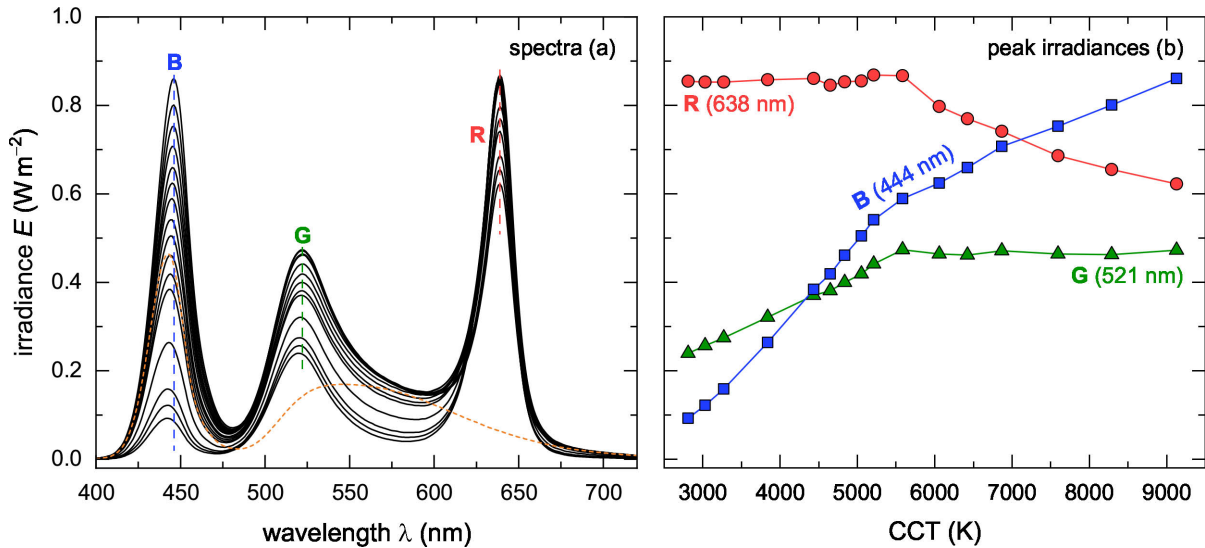 spectra (a)
B
G
R
1.0
0.8
0.6
0.4
0.2
0.0
irradiance E (W m⁻²)
400 450 500 550 600 650 700
wavelength λ (nm)
peak irradiances (b)
R (638 nm)
B (444 nm)
G (521 nm)
3000 4000 5000 6000 7000 8000 9000
CCT (K)